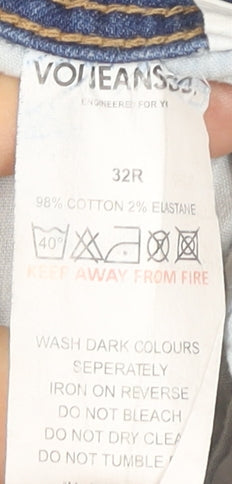 VOIJEANS
ENGINEERED FOR
32R
98% COTTON 2% ELASTANE
40°
KEEP AWAY FROM FIRE
WASH DARK COLOURS
SEPERATELY
IRON ON REVERSE
DO NOT BLEACH
DO NOT DRY CLEA
DO NOT TUMBLE